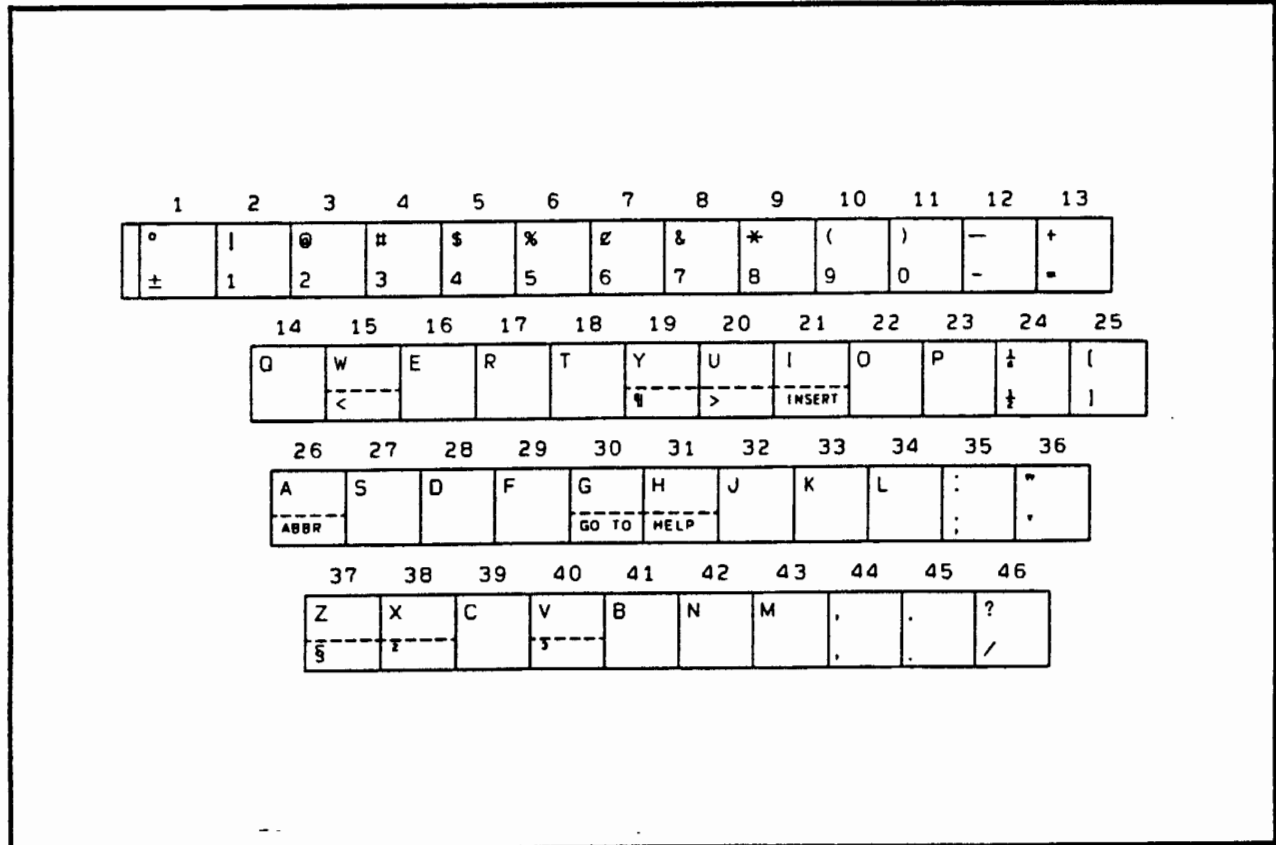 1 2 3 4 5 6 7 8 9 10 11 12 13
° | @ # $ % ¢ & * ( ) — +
± 1 2 3 4 5 6 7 8 9 0 - =
14 15 16 17 18 19 20 21 22 23 24 25
Q W E R T Y U I O P ¼ [
< ¶ > INSERT ½ ]
26 27 28 29 30 31 32 33 34 35 36
A S D F G H J K L : "
ABBR GO TO HELP ; '
37 38 39 40 41 42 43 44 45 46
Z X C V B N M , . ?
§ ² ³ , . /